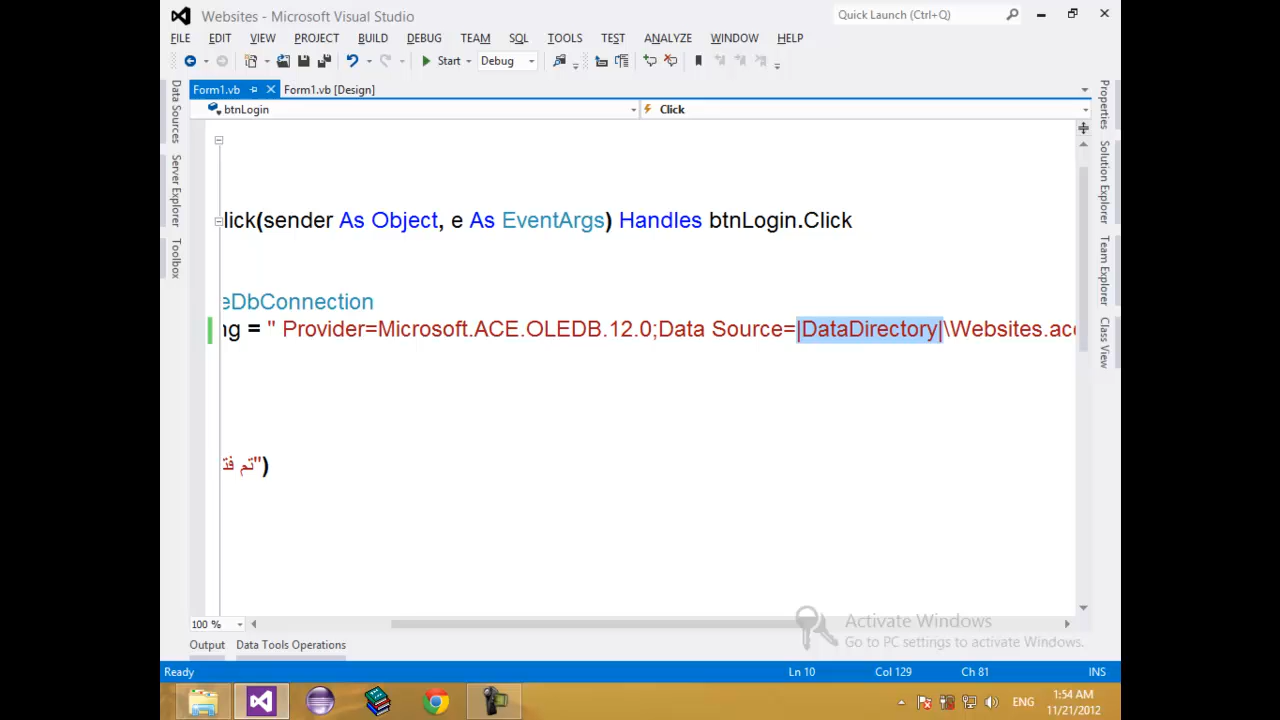 Websites - Microsoft Visual Studio
Quick Launch (Ctrl+Q)
FILE EDIT VIEW PROJECT BUILD DEBUG TEAM SQL TOOLS TEST ANALYZE WINDOW HELP
Start Debug
Form1.vb Form1.vb [Design]
btnLogin Click
Data Sources
Server Explorer
Toolbox
Properties
Solution Explorer
Team Explorer
Class View
lick(sender As Object, e As EventArgs) Handles btnLogin.Click
eDbConnection
ng = " Provider=Microsoft.ACE.OLEDB.12.0;Data Source=|DataDirectory|\Websites.acc
تم فت")
100 %
Activate Windows
Go to PC settings to activate Windows.
Output Data Tools Operations
Ready Ln 10 Col 129 Ch 81 INS
ENG
1:54 AM
11/21/2012